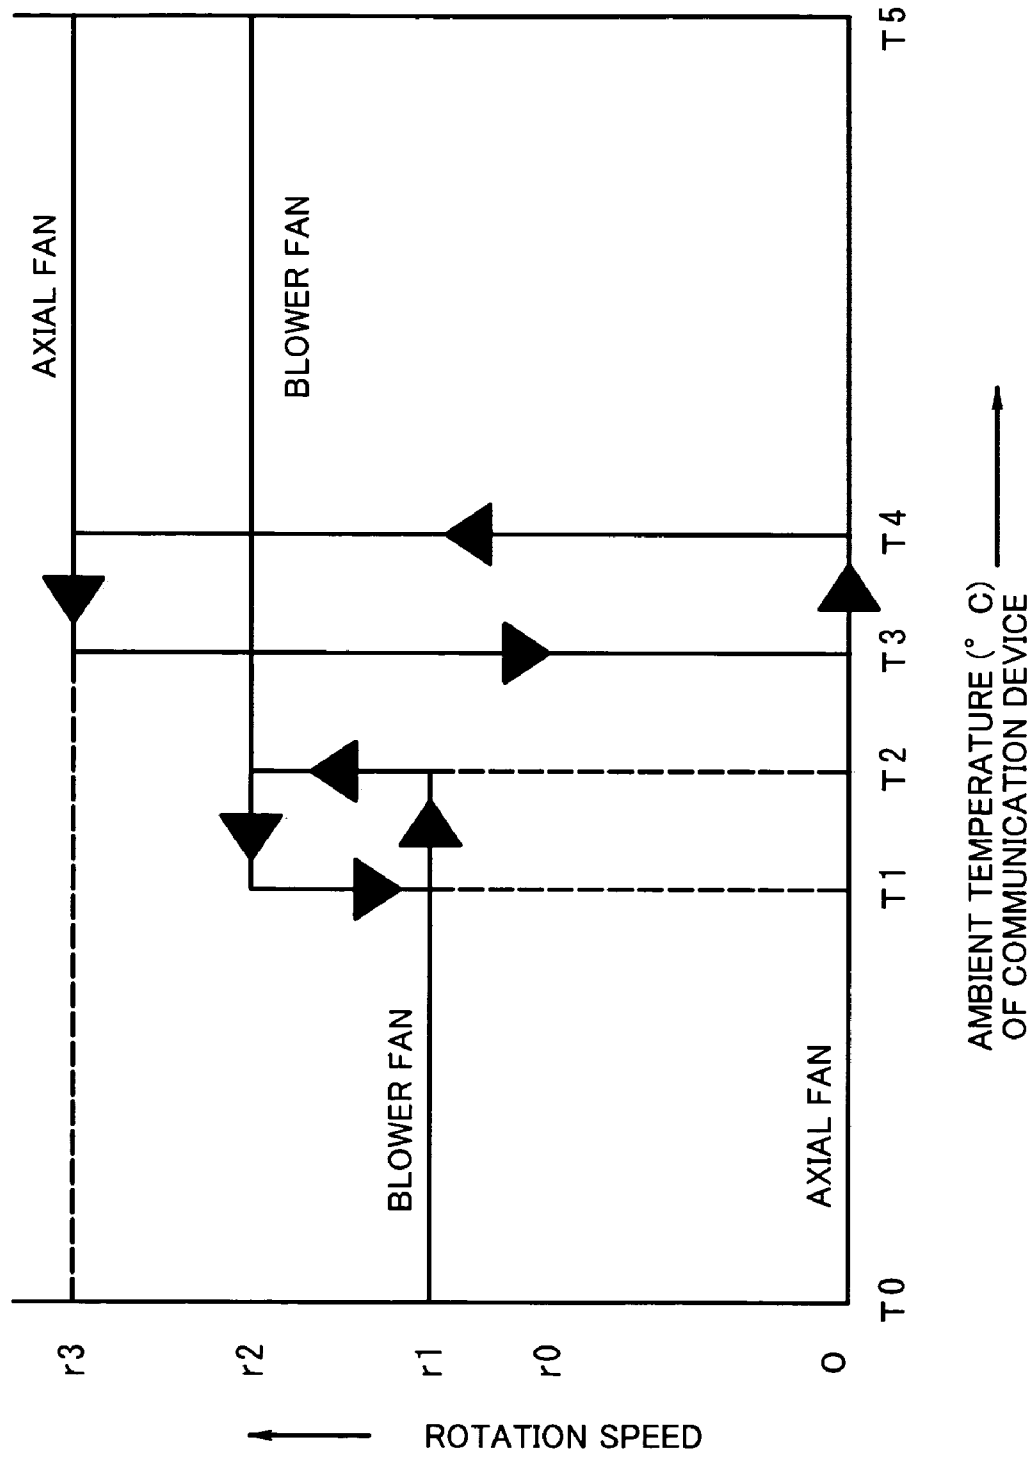 AXIAL FAN
BLOWER FAN
BLOWER FAN
AXIAL FAN
r3
r2
r1
r0
0
ROTATION SPEED
T0
T1
T2
T3
T4
T5
AMBIENT TEMPERATURE (° C)
OF COMMUNICATION DEVICE